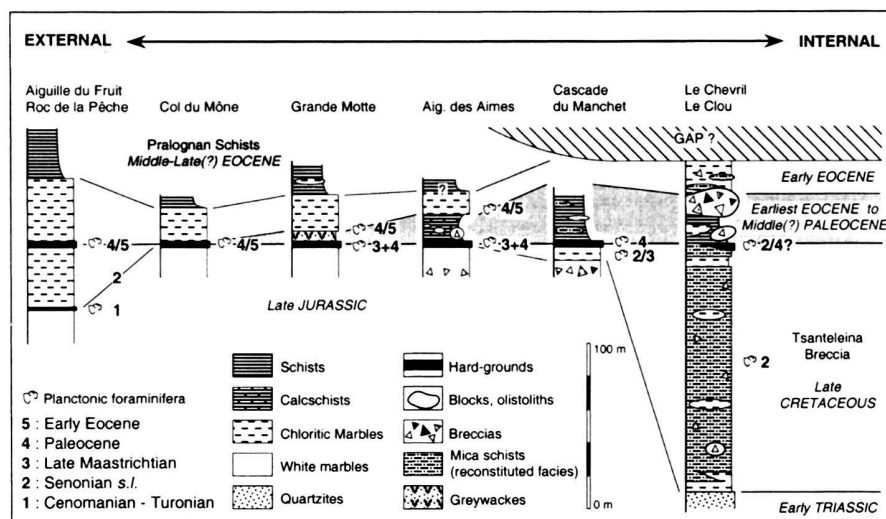 EXTERNAL
INTERNAL
Aiguille du Fruit
Roc de la Pêche
Col du Mône
Grande Motte
Aig. des Aimes
Cascade
du Manchet
Le Chevril
Le Clou
Pralognan Schists
Middle-Late(?) EOCENE
GAP ?
Early EOCENE
Earliest EOCENE to
Middle(?) PALEOCENE
?
4/5
4/5
4/5
4/5
3+4
3+4
4
2/3
2/4?
2
1
2
Late JURASSIC
Tsanteleina
Breccia
Late
CRETACEOUS
Early TRIASSIC
Planctonic foraminifera
5 : Early Eocene
4 : Paleocene
3 : Late Maastrichtian
2 : Senonian s.l.
1 : Cenomanian - Turonian
Schists
Calcschists
Chloritic Marbles
White marbles
Quartzites
Hard-grounds
Blocks, olistoliths
Breccias
Mica schists
(reconstituted facies)
Greywackes
100 m
0 m